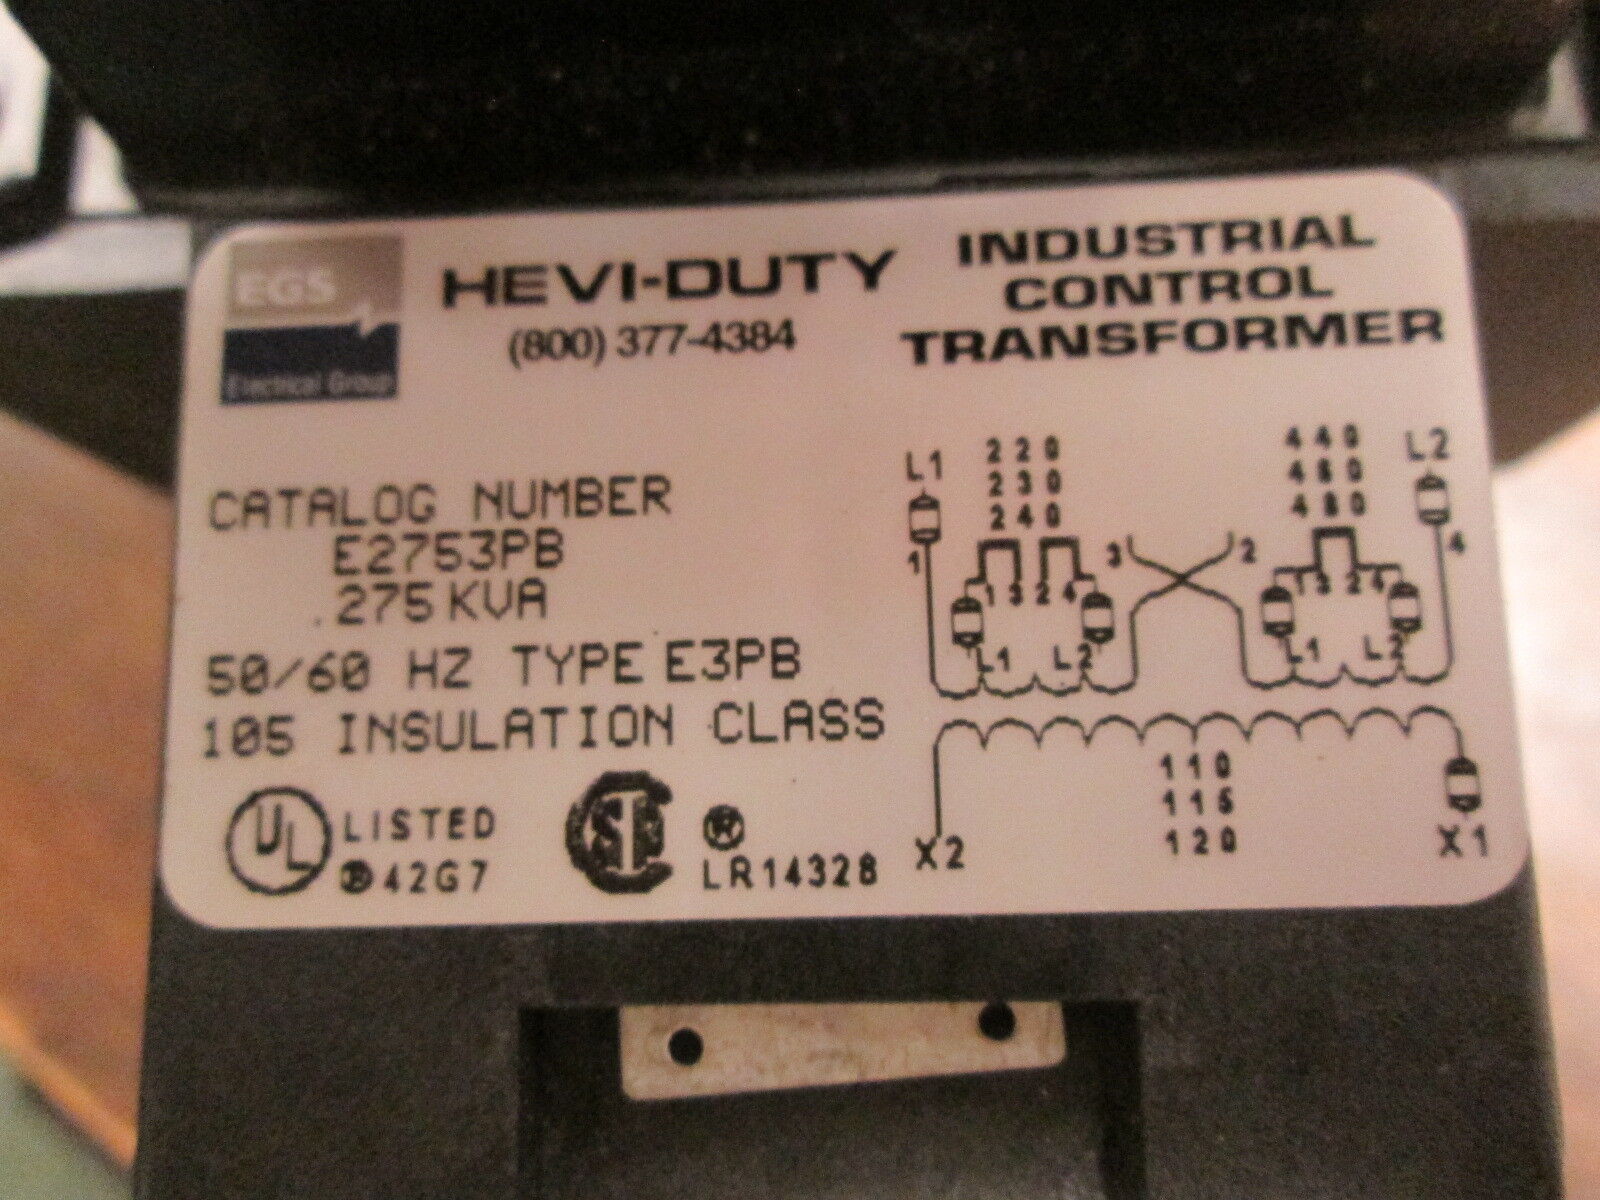 EGS
Electrical Group
HEVI-DUTY
(800) 377-4384
INDUSTRIAL
CONTROL
TRANSFORMER
CATALOG NUMBER
E2753PB
.275 KVA
50/60 HZ TYPE E3PB
105 INSULATION CLASS
UL LISTED
® 42G7
SP ®
LR14328
L1 220 440 L2
230 460
240 480
1 3 2 4
1 3 2 4 1 3 2 4
L1 L2 L1 L2
110
115
120
X2 X1